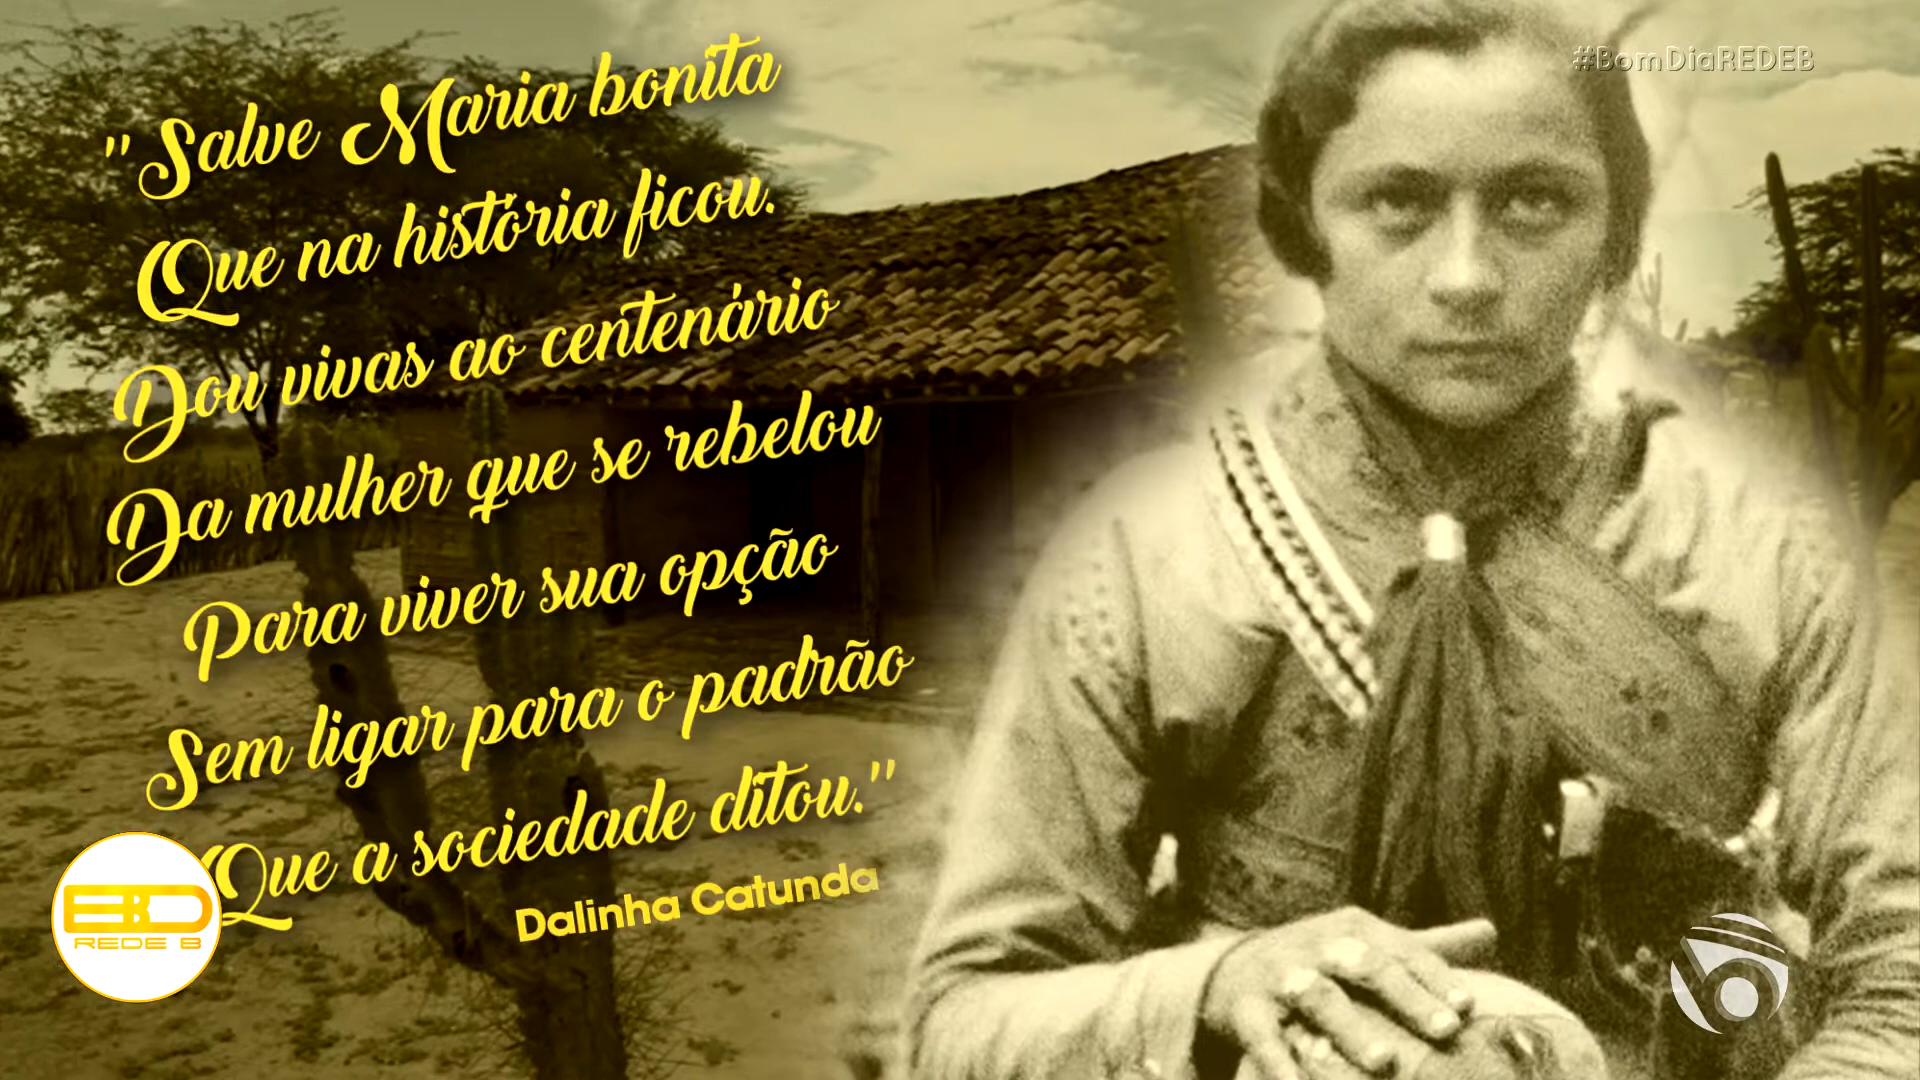 #BomDiaREDEB
"Salve Maria bonita
Que na história ficou.
Dou vivas ao centenário
Da mulher que se rebelou
Para viver sua opção
Sem ligar para o padrão
Que a sociedade ditou."
Dalinha Catunda
BD
REDE B